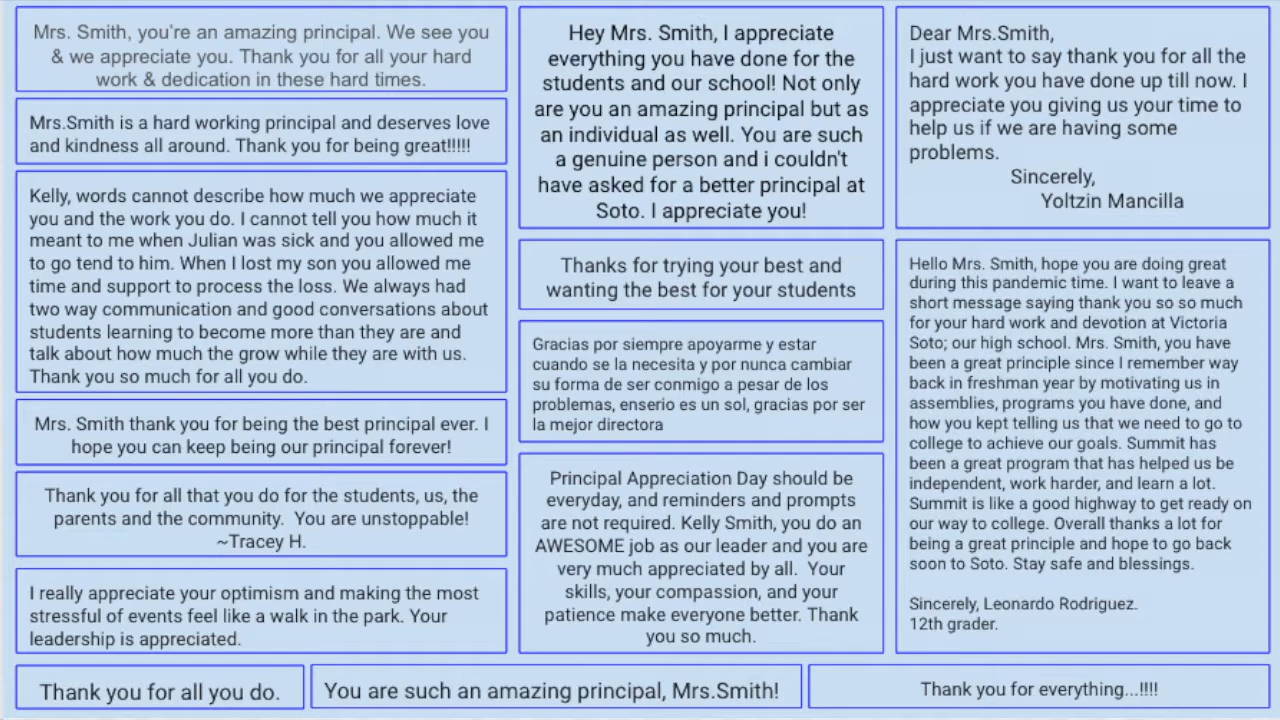 Mrs. Smith, you're an amazing principal. We see you
& we appreciate you. Thank you for all your hard
work & dedication in these hard times.
Mrs.Smith is a hard working principal and deserves love
and kindness all around. Thank you for being great!!!!!
Kelly, words cannot describe how much we appreciate
you and the work you do. I cannot tell you how much it
meant to me when Julian was sick and you allowed me
to go tend to him. When I lost my son you allowed me
time and support to process the loss. We always had
two way communication and good conversations about
students learning to become more than they are and
talk about how much the grow while they are with us.
Thank you so much for all you do.
Mrs. Smith thank you for being the best principal ever. I
hope you can keep being our principal forever!
Thank you for all that you do for the students, us, the
parents and the community. You are unstoppable!
~Tracey H.
I really appreciate your optimism and making the most
stressful of events feel like a walk in the park. Your
leadership is appreciated.
Hey Mrs. Smith, I appreciate
everything you have done for the
students and our school! Not only
are you an amazing principal but as
an individual as well. You are such
a genuine person and i couldn't
have asked for a better principal at
Soto. I appreciate you!
Thanks for trying your best and
wanting the best for your students
Gracias por siempre apoyarme y estar
cuando se la necesita y por nunca cambiar
su forma de ser conmigo a pesar de los
problemas, enserio es un sol, gracias por ser
la mejor directora
Principal Appreciation Day should be
everyday, and reminders and prompts
are not required. Kelly Smith, you do an
AWESOME job as our leader and you are
very much appreciated by all. Your
skills, your compassion, and your
patience make everyone better. Thank
you so much.
Dear Mrs.Smith,
I just want to say thank you for all the
hard work you have done up till now. I
appreciate you giving us your time to
help us if we are having some
problems.
Sincerely,
Yoltzin Mancilla
Hello Mrs. Smith, hope you are doing great
during this pandemic time. I want to leave a
short message saying thank you so so much
for your hard work and devotion at Victoria
Soto; our high school. Mrs. Smith, you have
been a great principle since I remember way
back in freshman year by motivating us in
assemblies, programs you have done, and
how you kept telling us that we need to go to
college to achieve our goals. Summit has
been a great program that has helped us be
independent, work harder, and learn a lot.
Summit is like a good highway to get ready on
our way to college. Overall thanks a lot for
being a great principle and hope to go back
soon to Soto. Stay safe and blessings.
Sincerely, Leonardo Rodriguez.
12th grader.
Thank you for all you do.
You are such an amazing principal, Mrs.Smith!
Thank you for everything...!!!!